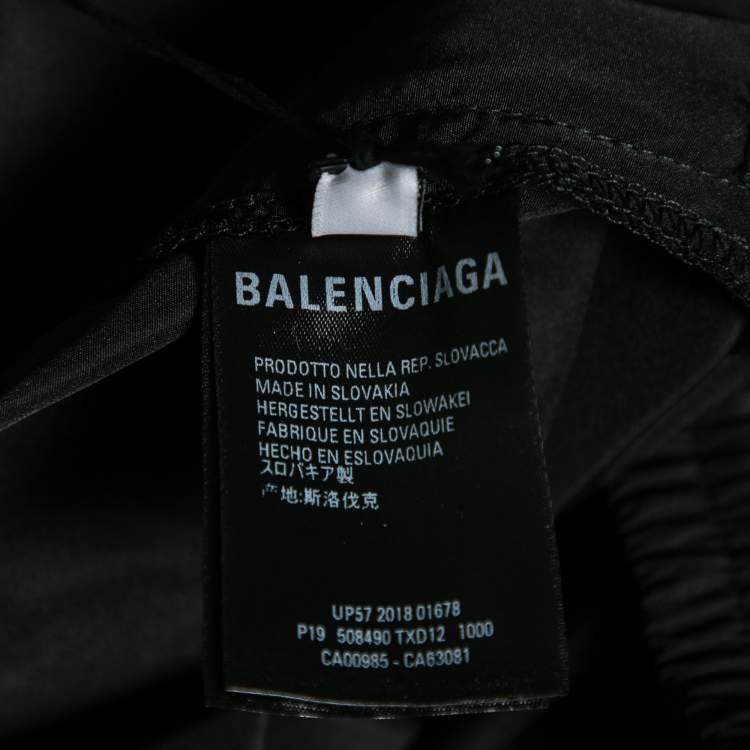 BALENCIAGA
PRODOTTO NELLA REP. SLOVACCA
MADE IN SLOVAKIA
HERGESTELLT EN SLOWAKEI
FABRIQUE EN SLOVAQUIE
HECHO EN ESLOVAQUIA
スロバキア製
产地:斯洛伐克
UP57 2018 01678
P19 508490 TXD12 1000
CA00985 - CA63081